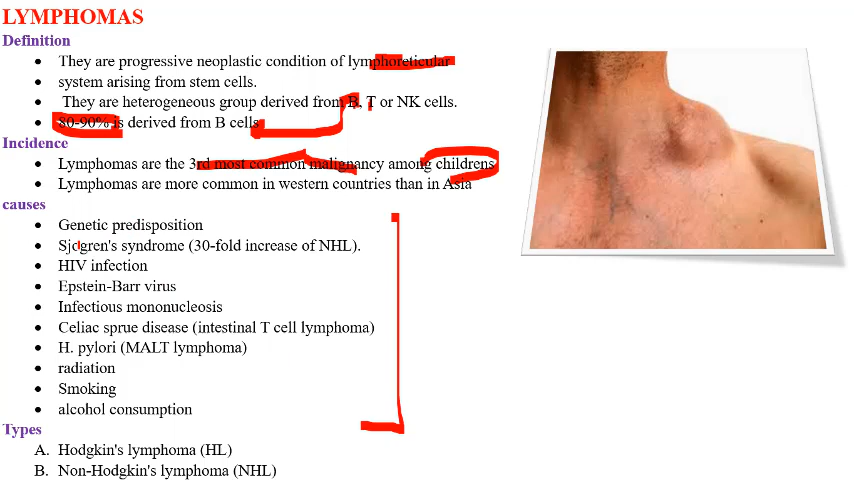 LYMPHOMAS
Definition
• They are progressive neoplastic condition of lymphoreticular
• system arising from stem cells.
• They are heterogeneous group derived from B, T or NK cells.
• 80-90% is derived from B cells
Incidence
• Lymphomas are the 3rd most common malignancy among childrens
• Lymphomas are more common in western countries than in Asia
causes
• Genetic predisposition
• Sjogren's syndrome (30-fold increase of NHL).
• HIV infection
• Epstein-Barr virus
• Infectious mononucleosis
• Celiac sprue disease (intestinal T cell lymphoma)
• H. pylori (MALT lymphoma)
• radiation
• Smoking
• alcohol consumption
Types
A. Hodgkin's lymphoma (HL)
B. Non-Hodgkin's lymphoma (NHL)